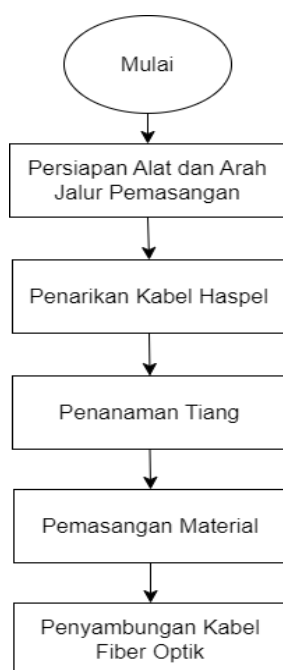 Mulai
Persiapan Alat dan Arah
Jalur Pemasangan
Penarikan Kabel Haspel
Penanaman Tiang
Pemasangan Material
Penyambungan Kabel
Fiber Optik